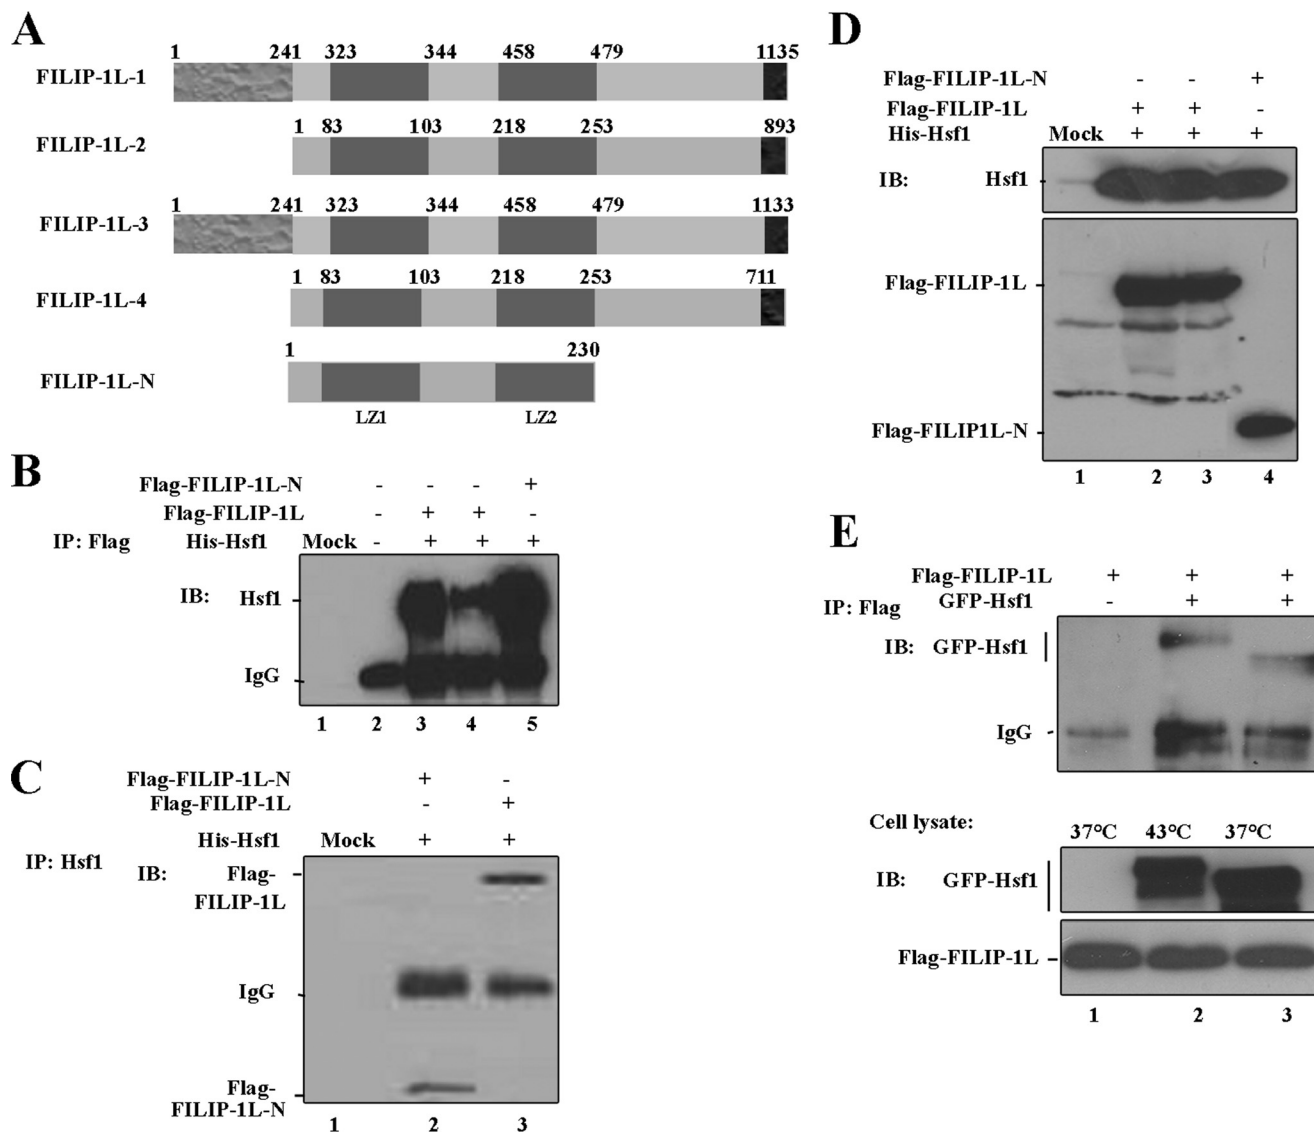 A
1 241 323 344 458 479 1135
FILIP-1L-1
1 83 103 218 253 893
FILIP-1L-2
1 241 323 344 458 479 1133
FILIP-1L-3
1 83 103 218 253 711
FILIP-1L-4
1 230
FILIP-1L-N
LZ1 LZ2
B
Flag-FILIP-1L-N - - - +
Flag-FILIP-1L - + + -
IP: Flag His-Hsf1 Mock - + + +
IB: Hsf1
IgG
1 2 3 4 5
C
Flag-FILIP-1L-N + -
Flag-FILIP-1L - +
His-Hsf1 Mock + +
IP: Hsf1
IB: Flag-
FILIP-1L
IgG
Flag-
FILIP-1L-N
1 2 3
D
Flag-FILIP-1L-N - - +
Flag-FILIP-1L + + -
His-Hsf1 Mock + + +
IB: Hsf1
Flag-FILIP-1L
Flag-FILIP1L-N
1 2 3 4
E
Flag-FILIP-1L + + +
IP: Flag GFP-Hsf1 - + +
IB: GFP-Hsf1
IgG
Cell lysate:
37°C 43°C 37°C
IB: GFP-Hsf1
Flag-FILIP-1L
1 2 3